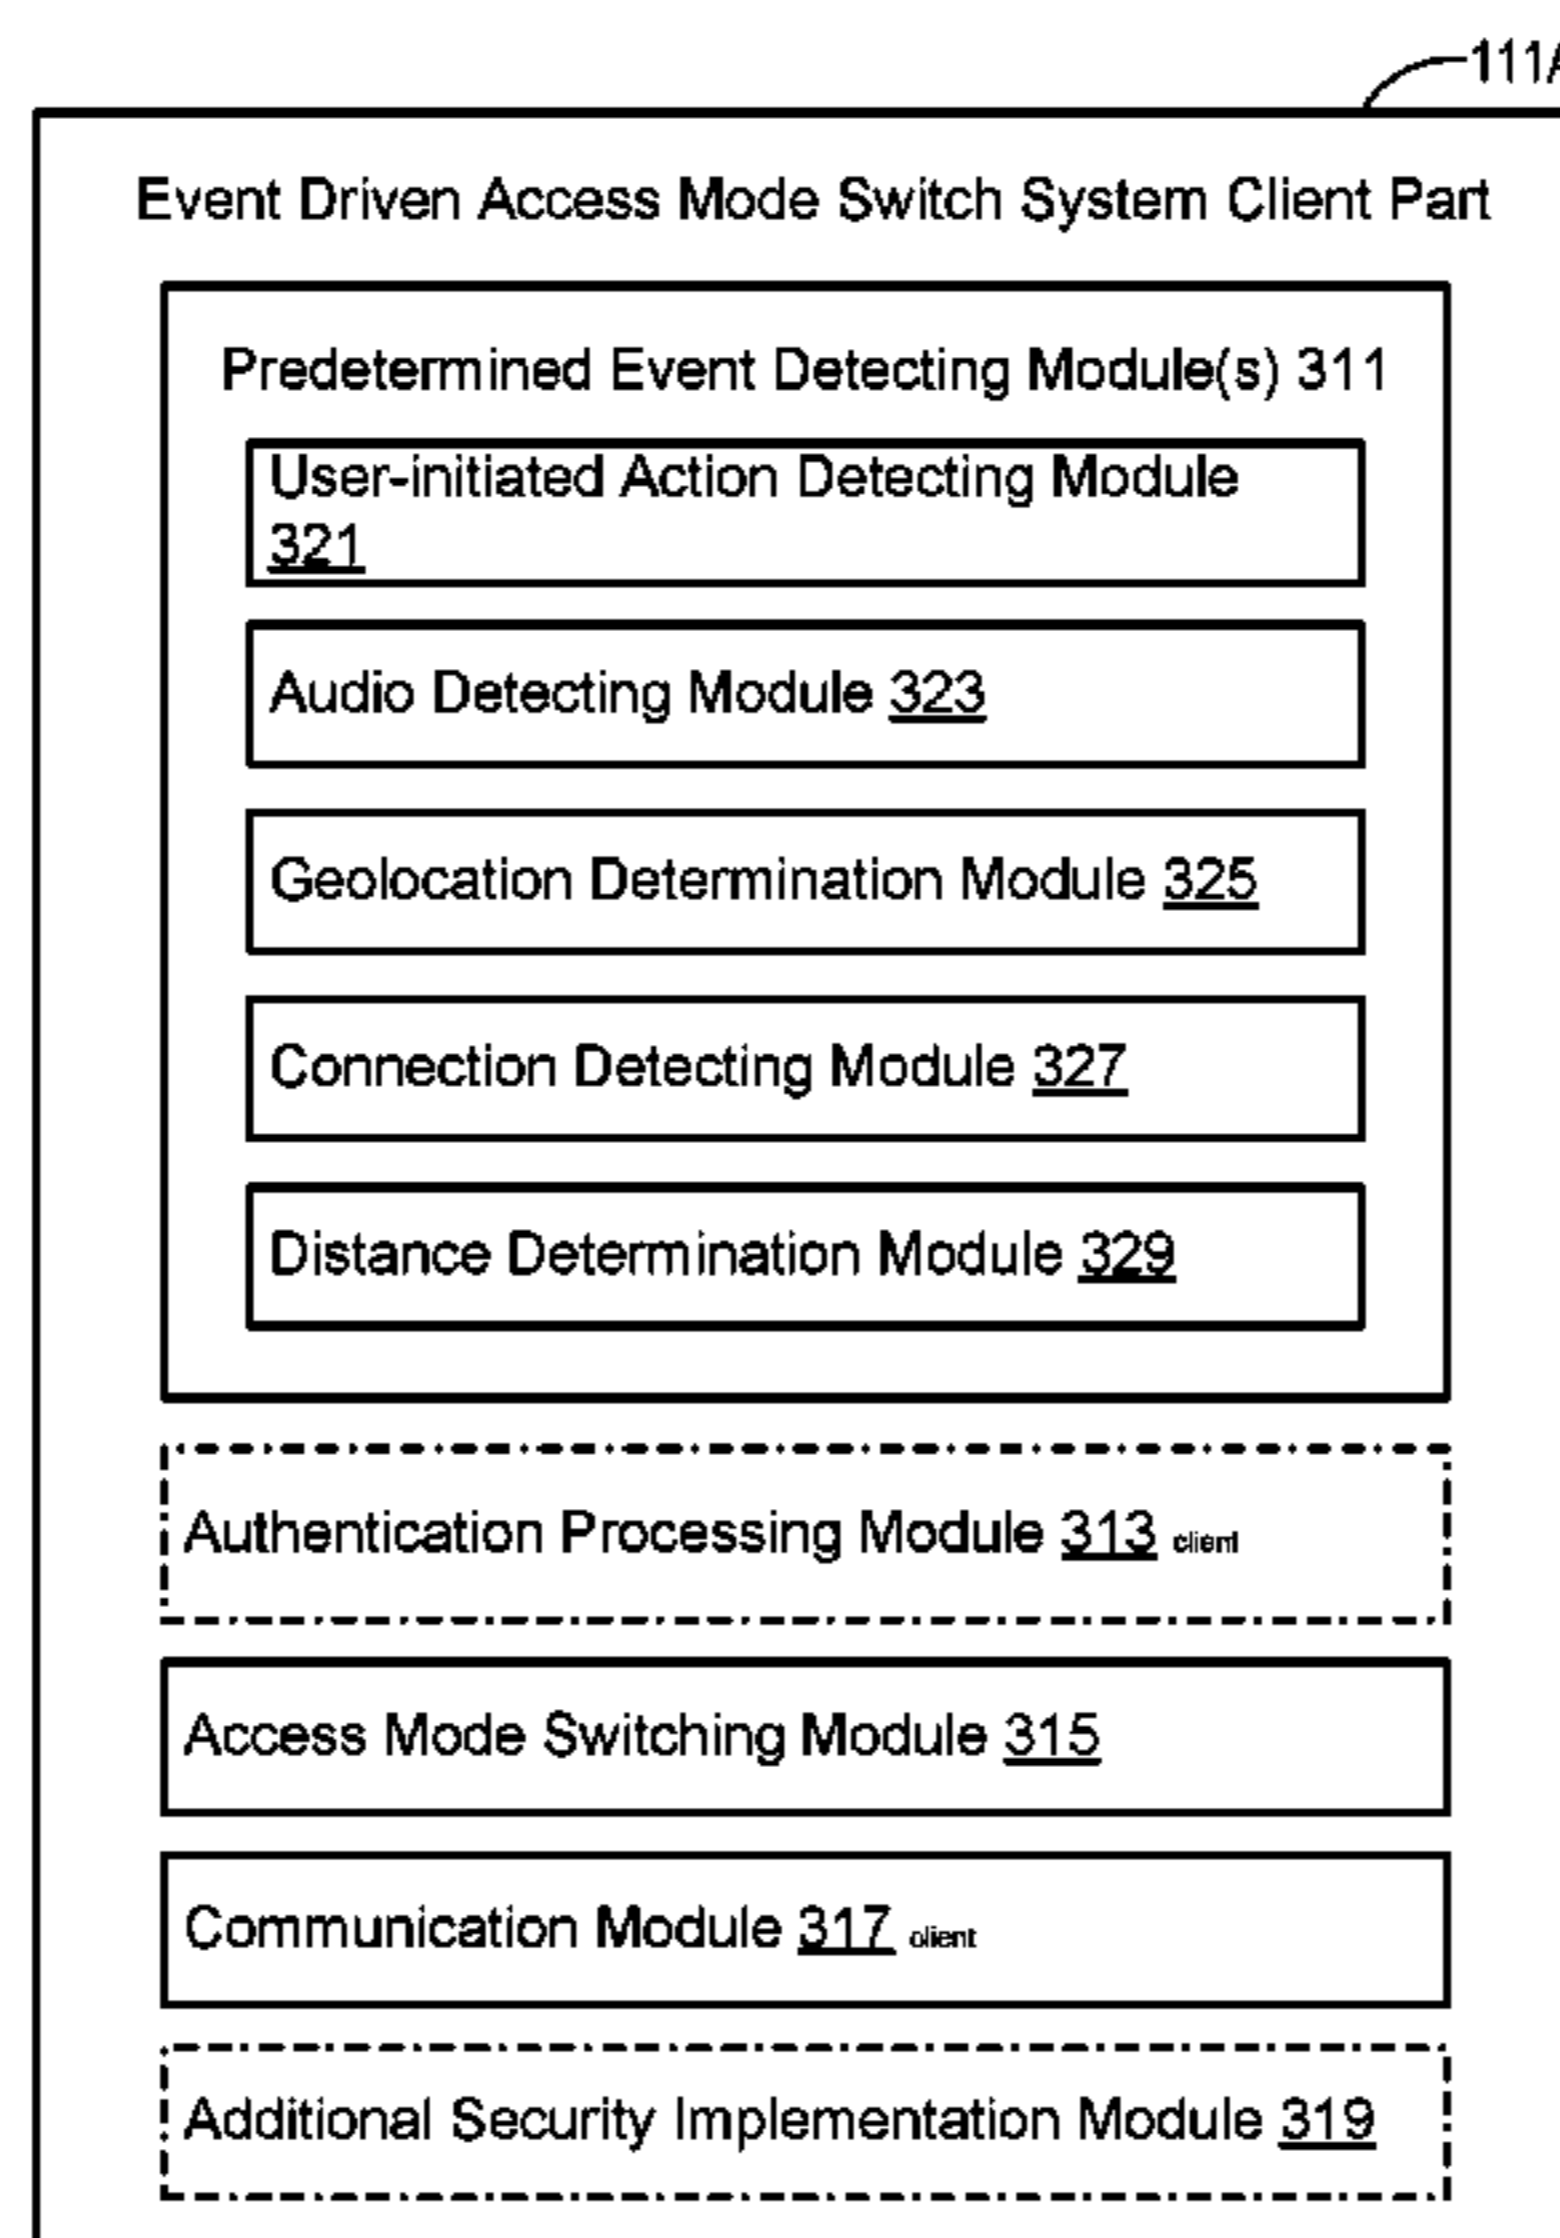 111A
Event Driven Access Mode Switch System Client Part
Predetermined Event Detecting Module(s) 311
User-initiated Action Detecting Module
321
Audio Detecting Module 323
Geolocation Determination Module 325
Connection Detecting Module 327
Distance Determination Module 329
Authentication Processing Module 313 client
Access Mode Switching Module 315
Communication Module 317 client
Additional Security Implementation Module 319